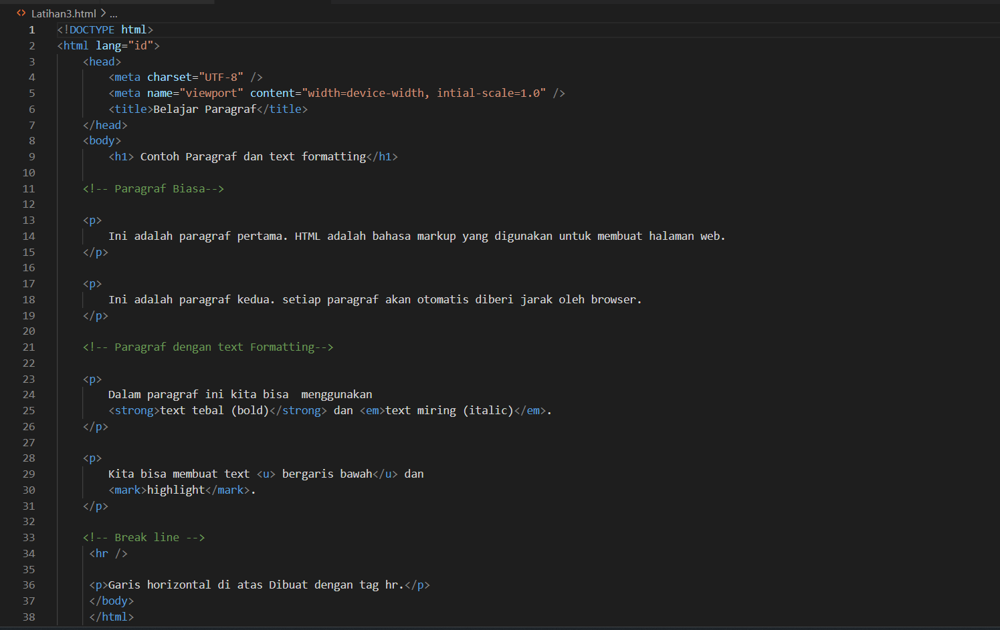 <> Latihan3.html > ...
1 <!DOCTYPE html>
2 <html lang="id">
3 <head>
4 <meta charset="UTF-8" />
5 <meta name="viewport" content="width=device-width, intial-scale=1.0" />
6 <title>Belajar Paragraf</title>
7 </head>
8 <body>
9 <h1> Contoh Paragraf dan text formatting</h1>
10
11 <!-- Paragraf Biasa-->
12
13 <p>
14 Ini adalah paragraf pertama. HTML adalah bahasa markup yang digunakan untuk membuat halaman web.
15 </p>
16
17 <p>
18 Ini adalah paragraf kedua. setiap paragraf akan otomatis diberi jarak oleh browser.
19 </p>
20
21 <!-- Paragraf dengan text Formatting-->
22
23 <p>
24 Dalam paragraf ini kita bisa  menggunakan
25 <strong>text tebal (bold)</strong> dan <em>text miring (italic)</em>.
26 </p>
27
28 <p>
29 Kita bisa membuat text <u> bergaris bawah</u> dan
30 <mark>highlight</mark>.
31 </p>
32
33 <!-- Break line -->
34 <hr />
35
36 <p>Garis horizontal di atas Dibuat dengan tag hr.</p>
37 </body>
38 </html>